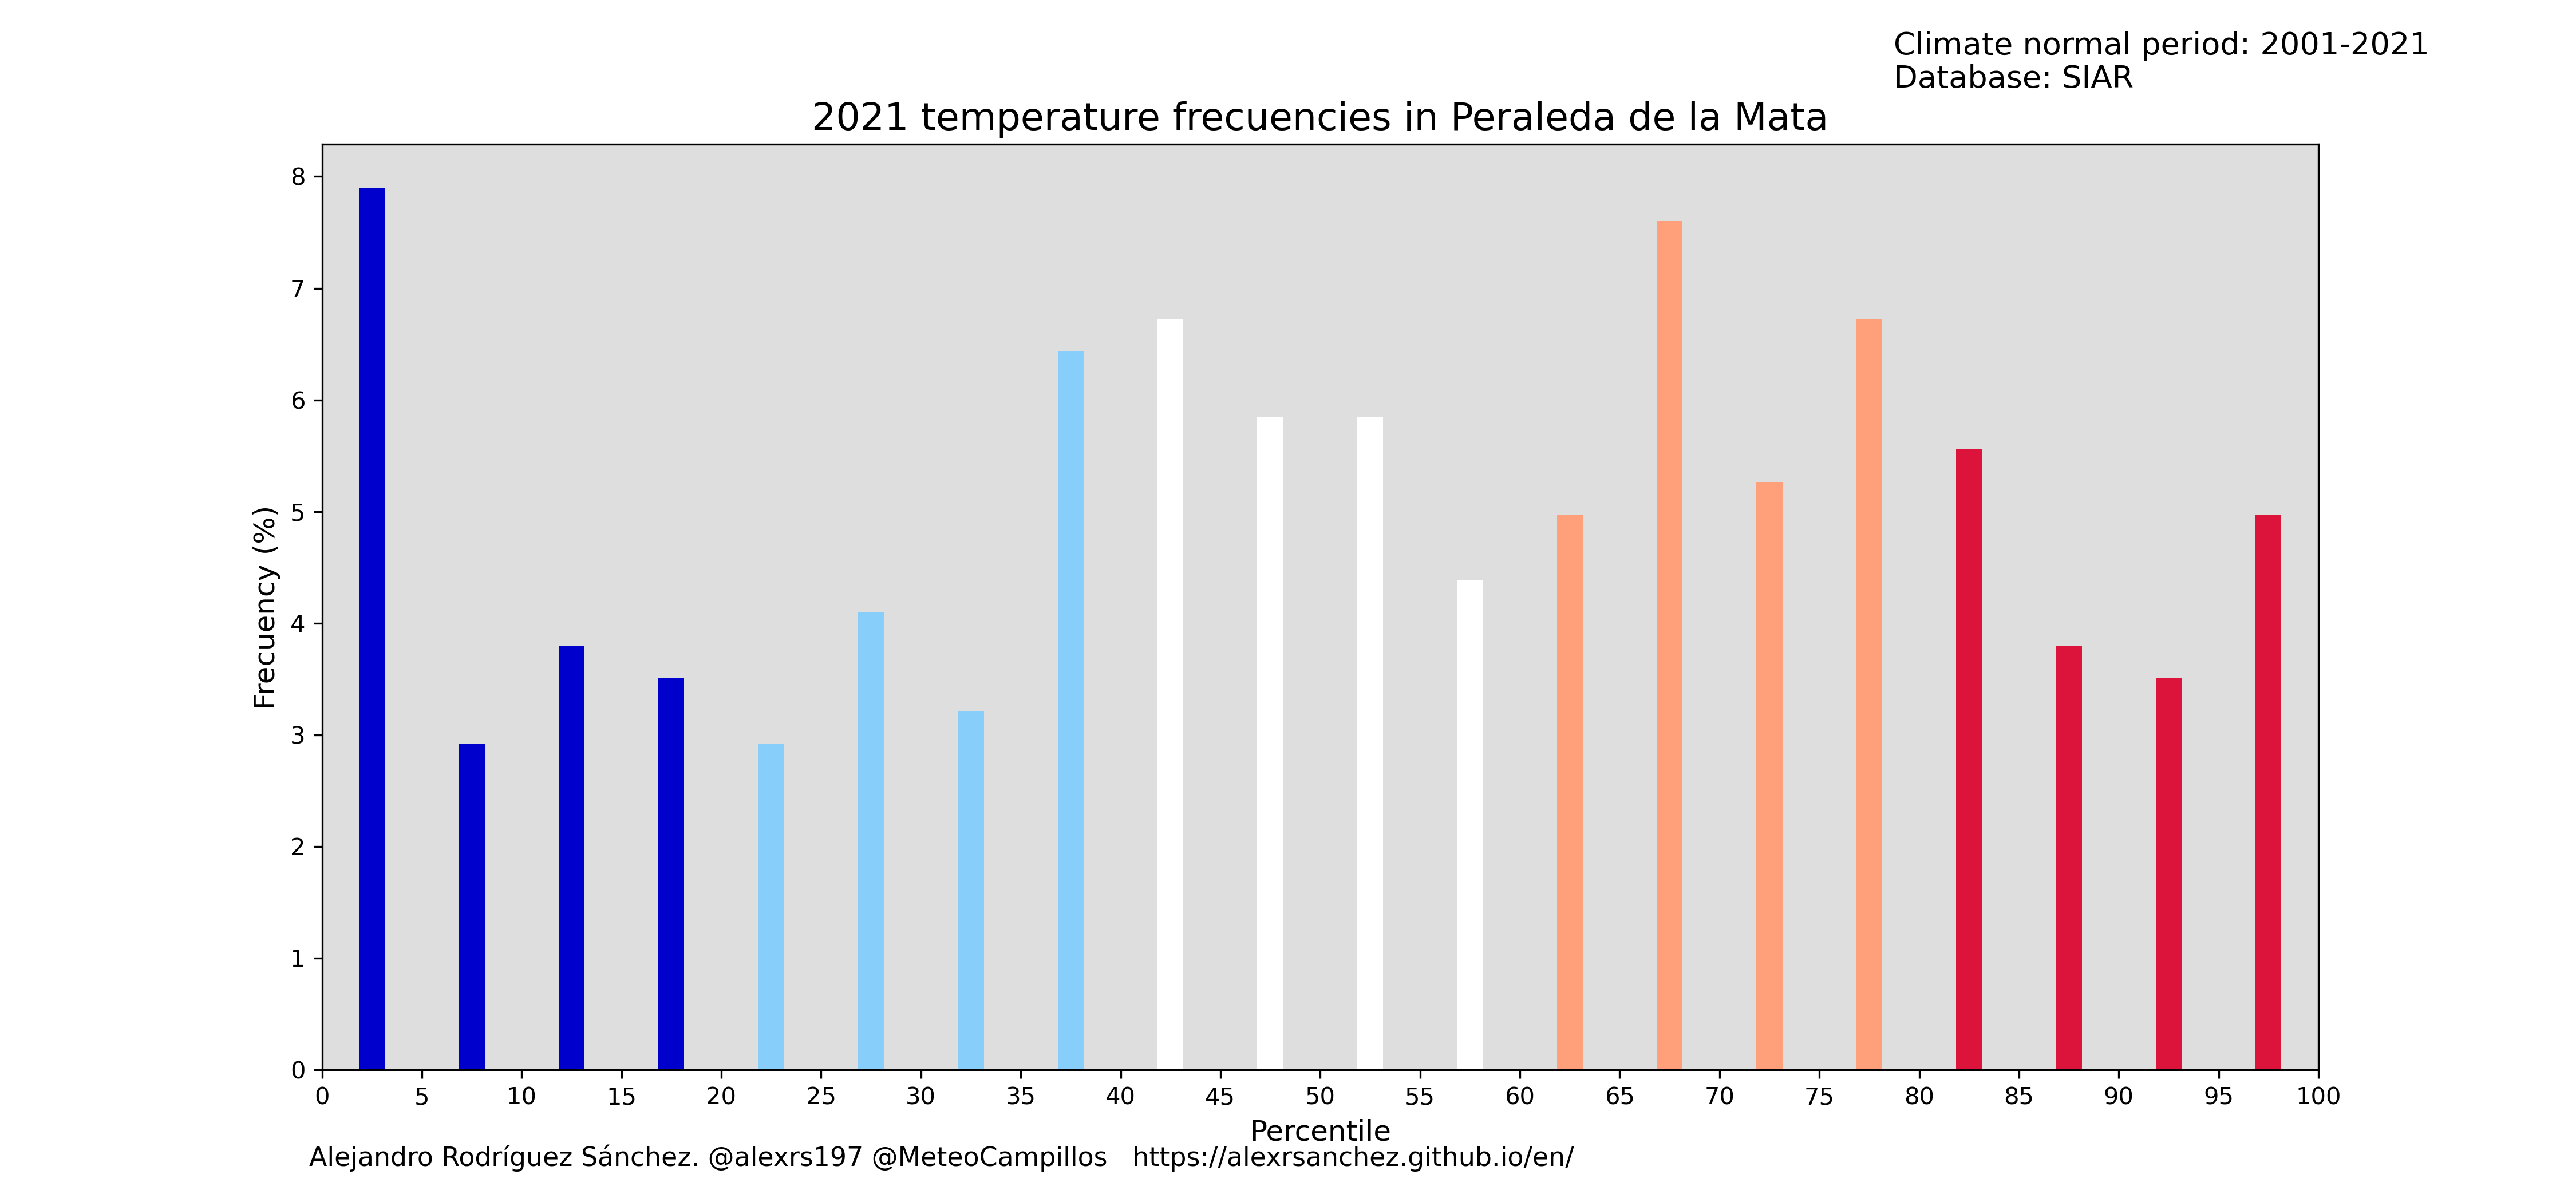 Climate normal period: 2001-2021
Database: SIAR
2021 temperature frecuencies in Peraleda de la Mata
8
7
6
5
4
3
2
1
0
Frecuency (%)
0 5 10 15 20 25 30 35 40 45 50 55 60 65 70 75 80 85 90 95 100
Percentile
Alejandro Rodríguez Sánchez. @alexrs197 @MeteoCampillos https://alexrsanchez.github.io/en/